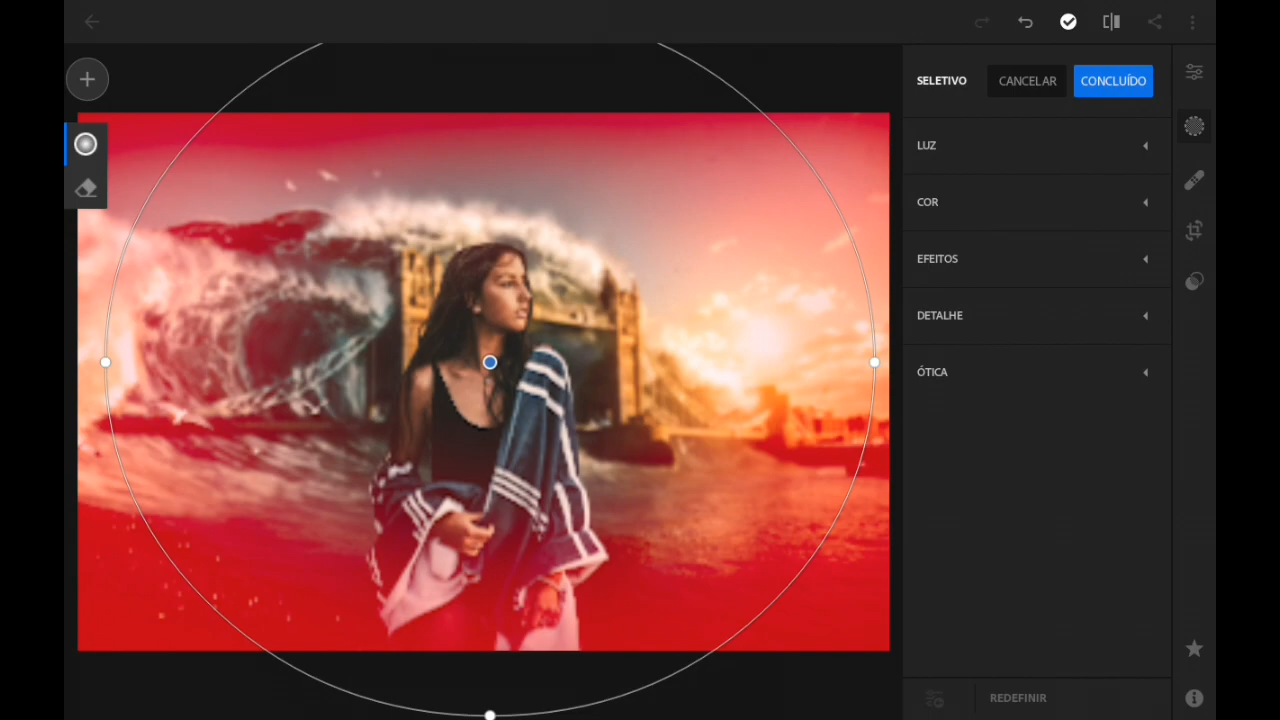 SELETIVO
CANCELAR
CONCLUÍDO
LUZ
COR
EFEITOS
DETALHE
ÓTICA
REDEFINIR